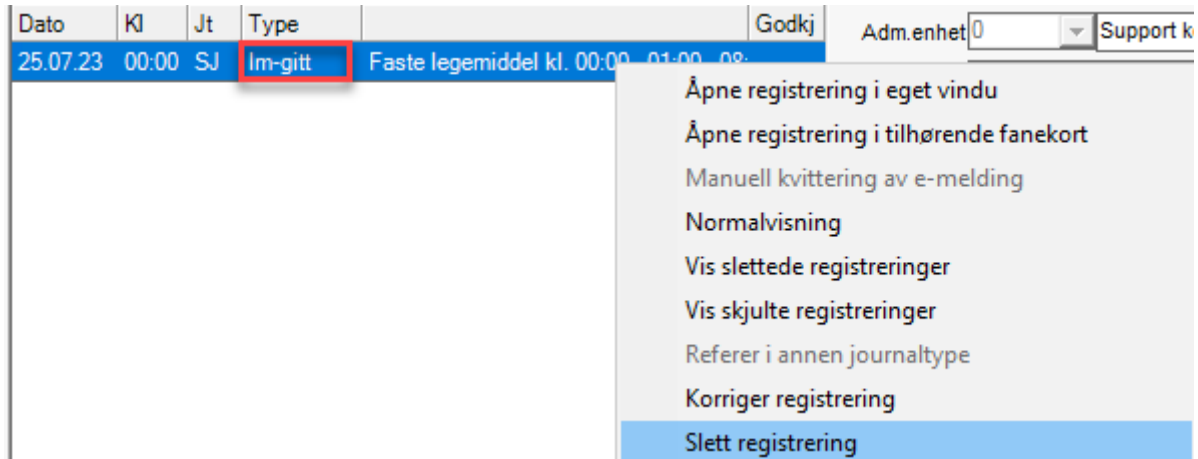 Dato Kl Jt Type Godkj Adm.enhet 0 Support
25.07.23 00:00 SJ lm-gitt Faste legemiddel kl. 00:00 01:00
Åpne registrering i eget vindu
Åpne registrering i tilhørende fanekort
Manuell kvittering av e-melding
Normalvisning
Vis slettede registreringer
Vis skjulte registreringer
Referer i annen journaltype
Korriger registrering
Slett registrering